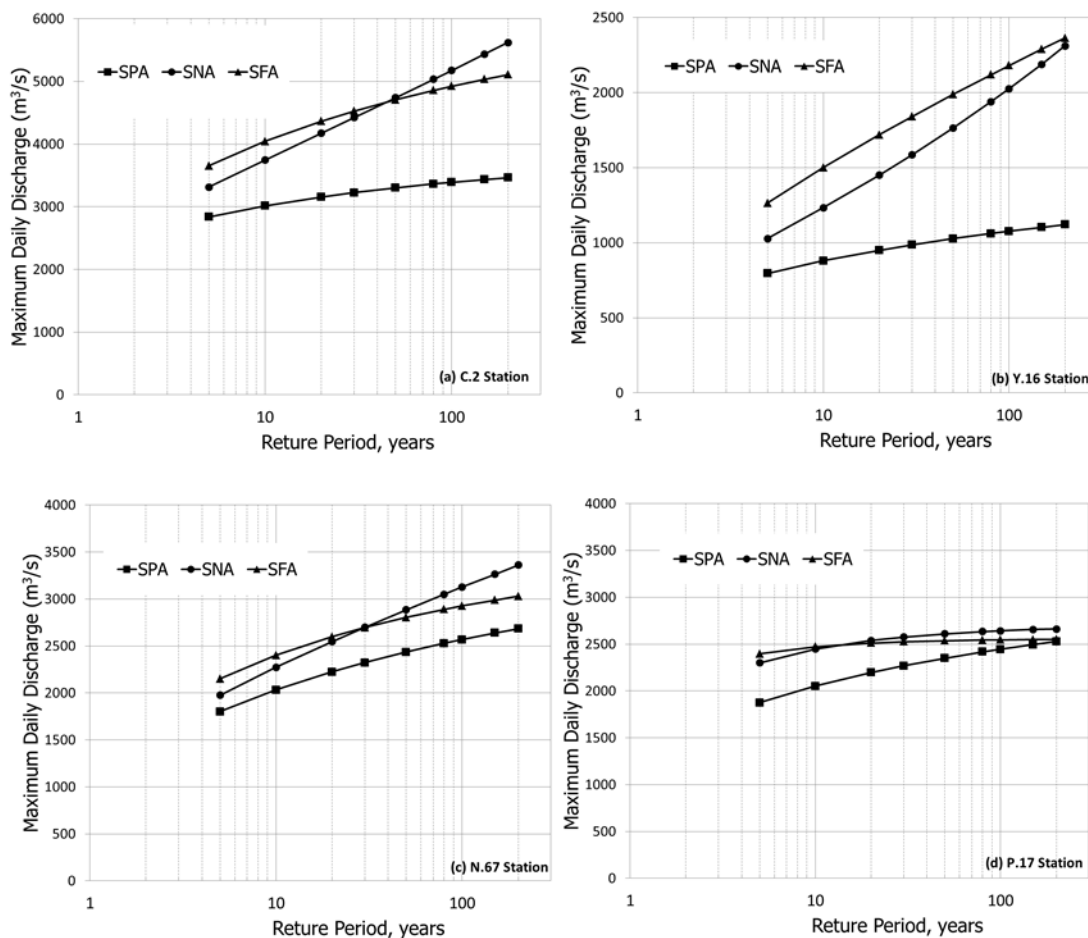 Maximum Daily Discharge (m³/s)
6000
5000
4000
3000
2000
1000
0
SPA SNA SFA
(a) C.2 Station
1 10 100
Reture Period, years
Maximum Daily Discharge (m³/s)
2500
2000
1500
1000
500
0
SPA SNA SFA
(b) Y.16 Station
1 10 100
Reture Period, years
Maximum Daily Discharge (m³/s)
4000
3500
3000
2500
2000
1500
1000
500
0
SPA SNA SFA
(c) N.67 Station
1 10 100
Reture Period, years
Maximum Daily Discharge (m³/s)
4000
3500
3000
2500
2000
1500
1000
500
0
SPA SNA SFA
(d) P.17 Station
1 10 100
Reture Period, years